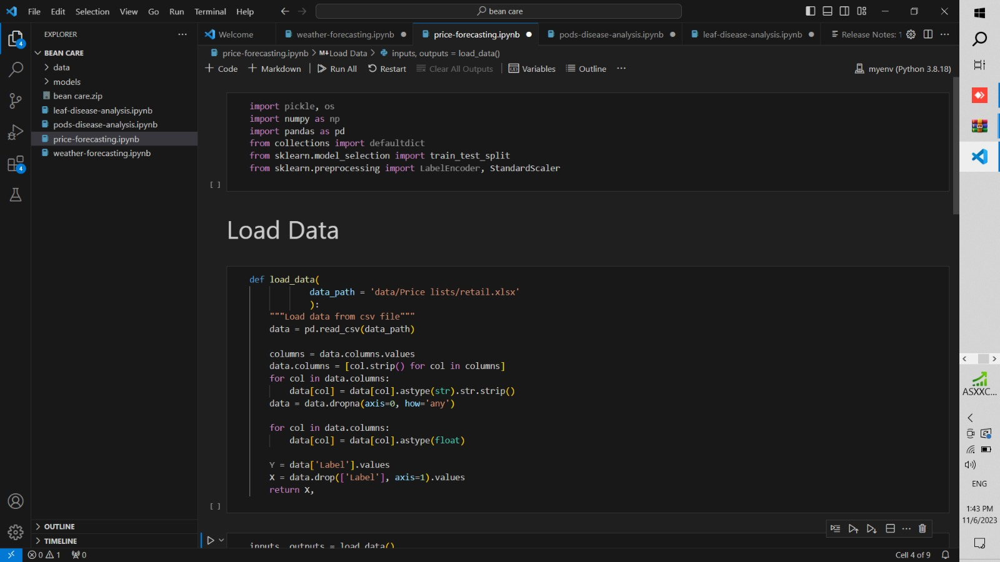 File Edit Selection View Go Run Terminal Help
bean care
EXPLORER
Welcome
weather-forecasting.ipynb
price-forecasting.ipynb
pods-disease-analysis.ipynb
leaf-disease-analysis.ipynb
Release Notes: 1
price-forecasting.ipynb > M↓Load Data > inputs, outputs = load_data()
+ Code + Markdown | Run All Restart Clear All Outputs | Variables Outline ...
myenv (Python 3.8.18)
BEAN CARE
data
models
bean care.zip
leaf-disease-analysis.ipynb
pods-disease-analysis.ipynb
price-forecasting.ipynb
weather-forecasting.ipynb
4
4
import pickle, os
import numpy as np
import pandas as pd
from collections import defaultdict
from sklearn.model_selection import train_test_split
from sklearn.preprocessing import LabelEncoder, StandardScaler
[ ]
Load Data
def load_data(
data_path = 'data/Price lists/retail.xlsx'
):
"""Load data from csv file"""
data = pd.read_csv(data_path)
columns = data.columns.values
data.columns = [col.strip() for col in columns]
for col in data.columns:
data[col] = data[col].astype(str).str.strip()
data = data.dropna(axis=0, how='any')
for col in data.columns:
data[col] = data[col].astype(float)
Y = data['Label'].values
X = data.drop(['Label'], axis=1).values
return X,
[ ]
inputs, outputs = load_data()
OUTLINE
TIMELINE
0 1 0
Cell 4 of 9
ASXXC...
ENG
1:43 PM
11/6/2023